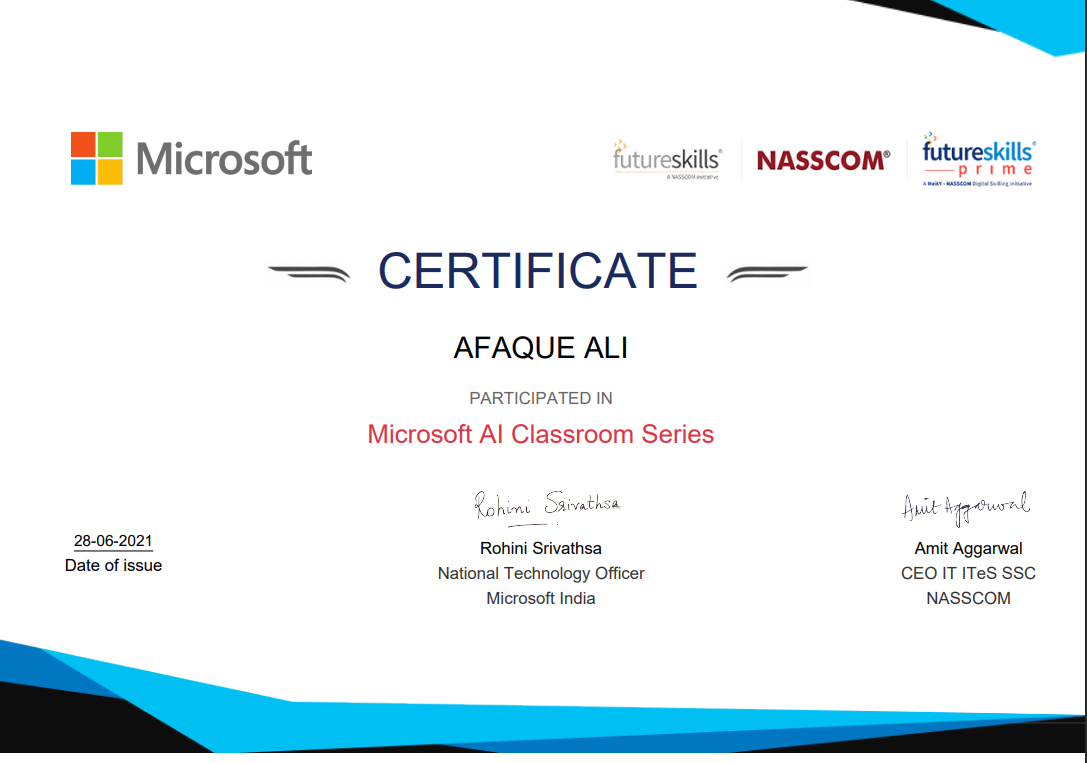 Microsoft
futureskills®
A NASSCOM Initiative
NASSCOM®
futureskills®
prime
A MeitY - NASSCOM Digital Skilling Initiative
CERTIFICATE
AFAQUE ALI
PARTICIPATED IN
Microsoft AI Classroom Series
Rohini Srivathsa
Amit Aggarwal
28-06-2021
Date of issue
Rohini Srivathsa
National Technology Officer
Microsoft India
Amit Aggarwal
CEO IT ITeS SSC
NASSCOM